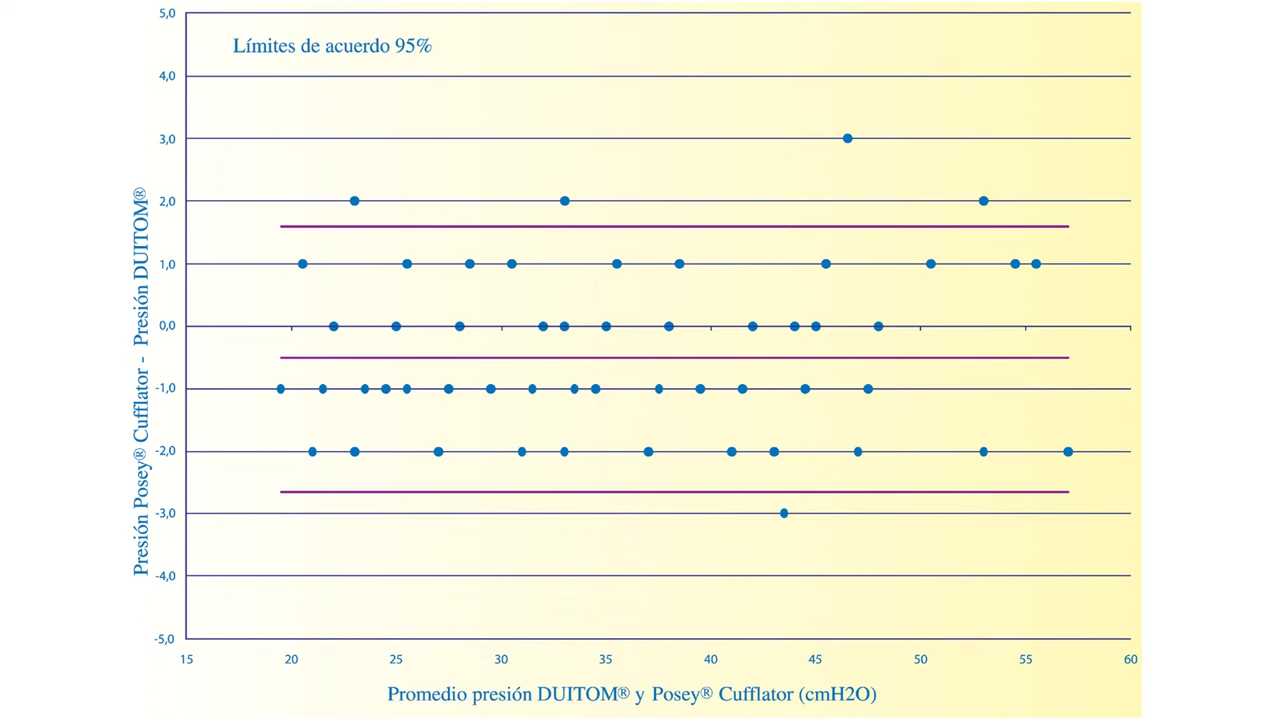 5,0
Límites de acuerdo 95%
4,0
3,0
2,0
1,0
0,0
-1,0
-2,0
-3,0
-4,0
-5,0
Presión Posey® Cufflator - Presión DUITOM®
15 20 25 30 35 40 45 50 55 60
Promedio presión DUITOM® y Posey® Cufflator (cmH2O)